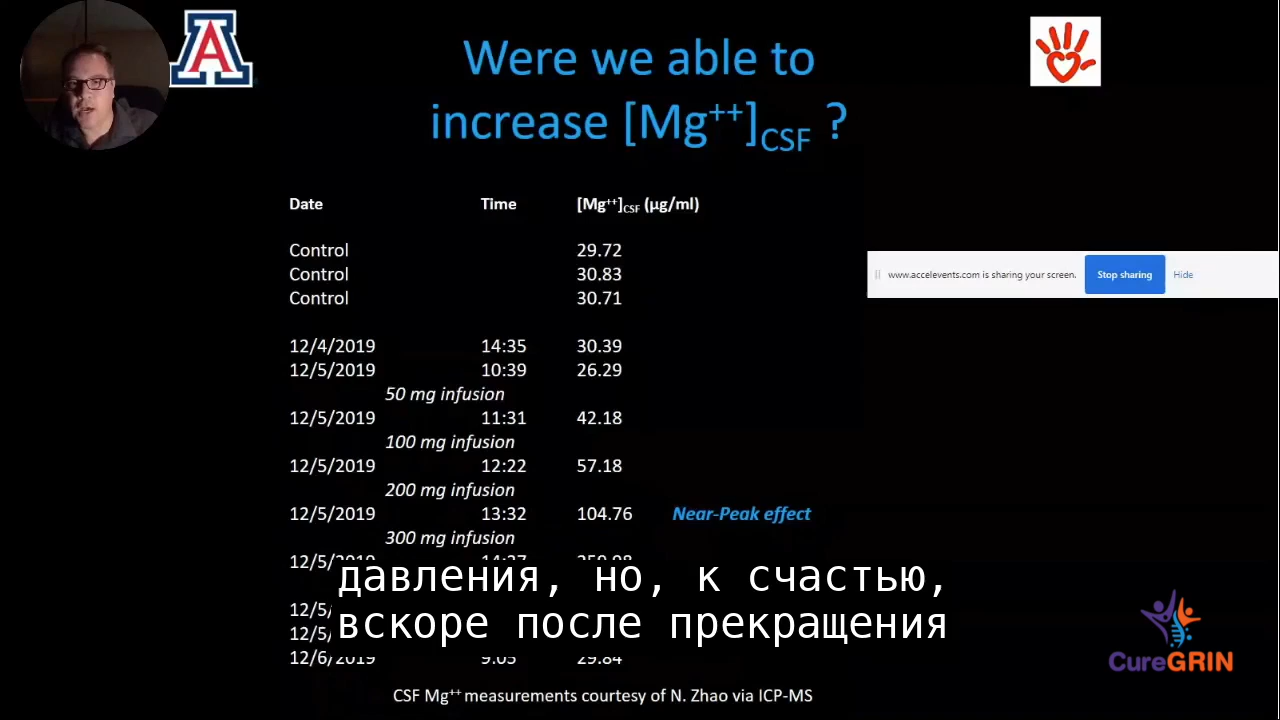 A
Were we able to
increase [Mg⁺⁺]CSF ?
Date Time [Mg⁺⁺]CSF (µg/ml)
Control 29.72
Control 30.83
Control 30.71
www.accelevents.com is sharing your screen. Stop sharing Hide
12/4/2019 14:35 30.39
12/5/2019 10:39 26.29
50 mg infusion
12/5/2019 11:31 42.18
100 mg infusion
12/5/2019 12:22 57.18
200 mg infusion
12/5/2019 13:32 104.76 Near-Peak effect
300 mg infusion
давления, но, к счастью,
вскоре после прекращения
12/6/2019 9:05 29.84
CureGRIN
CSF Mg⁺⁺ measurements courtesy of N. Zhao via ICP-MS